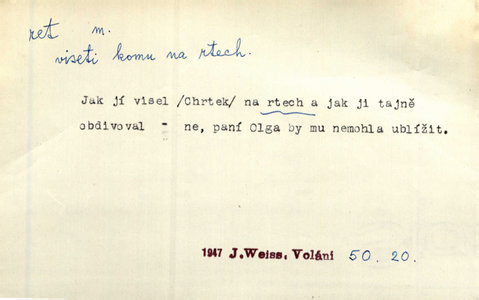 ret m.
viseti komu na rtech.
Jak jí visel /Chrtek/ na rtech a jak ji tajně
obdivoval - ne, paní Olga by mu nemohla ublížit.
1947 J. Weiss, Volání 50. 20.